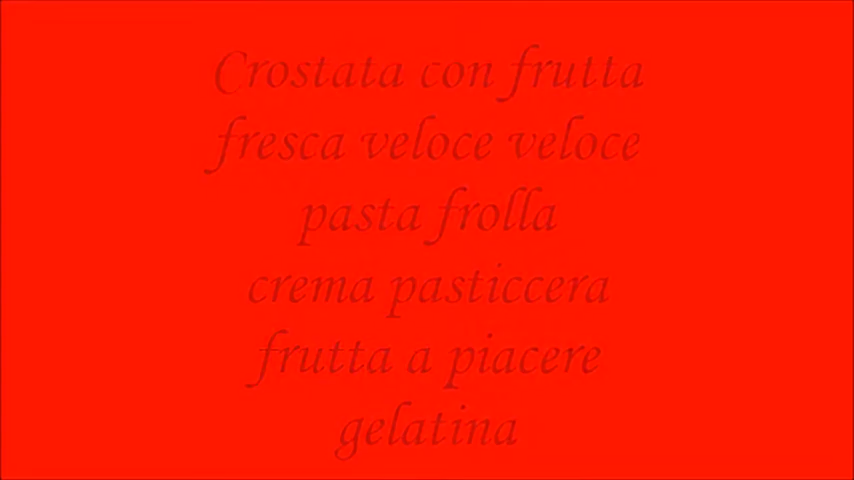 Crostata con frutta
fresca veloce veloce
pasta frolla
crema pasticcera
frutta a piacere
gelatina